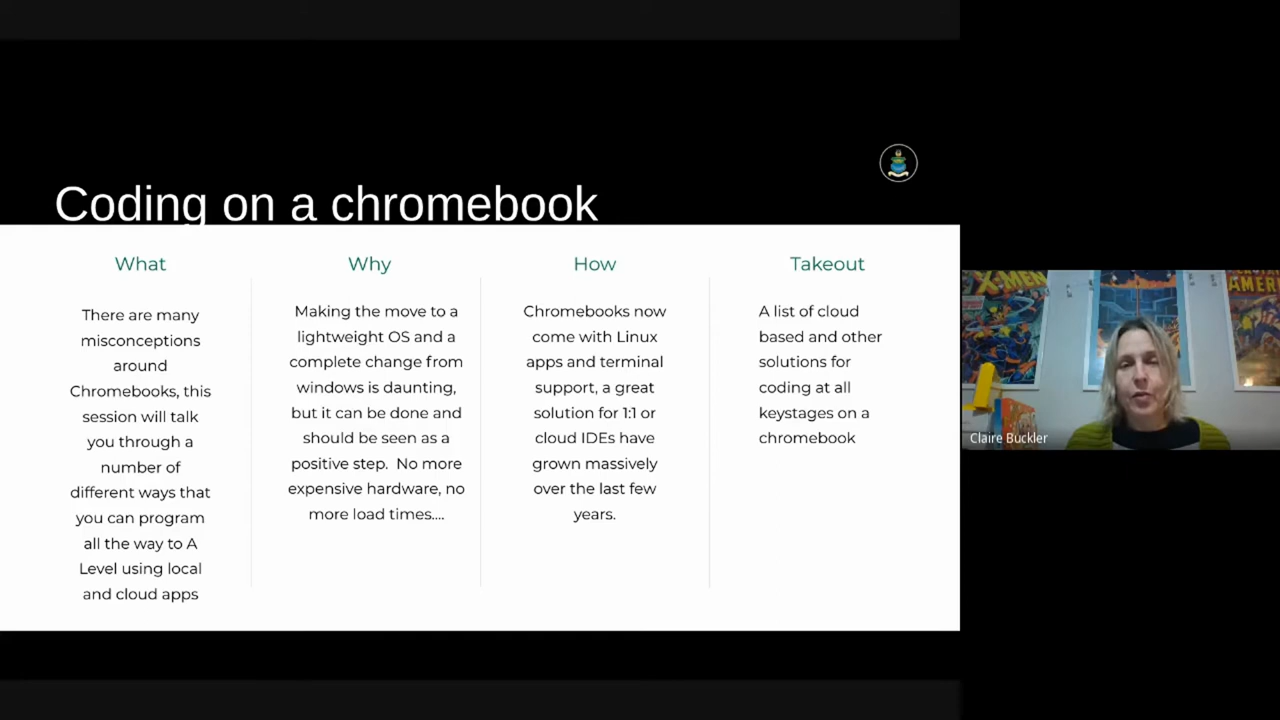 Coding on a chromebook
What
There are many
misconceptions
around
Chromebooks, this
session will talk
you through a
number of
different ways that
you can program
all the way to A
Level using local
and cloud apps
Why
Making the move to a
lightweight OS and a
complete change from
windows is daunting,
but it can be done and
should be seen as a
positive step. No more
expensive hardware, no
more load times....
How
Chromebooks now
come with Linux
apps and terminal
support, a great
solution for 1:1 or
cloud IDEs have
grown massively
over the last few
years.
Takeout
A list of cloud
based and other
solutions for
coding at all
keystages on a
chromebook
X-MEN
AMERI
Claire Buckler